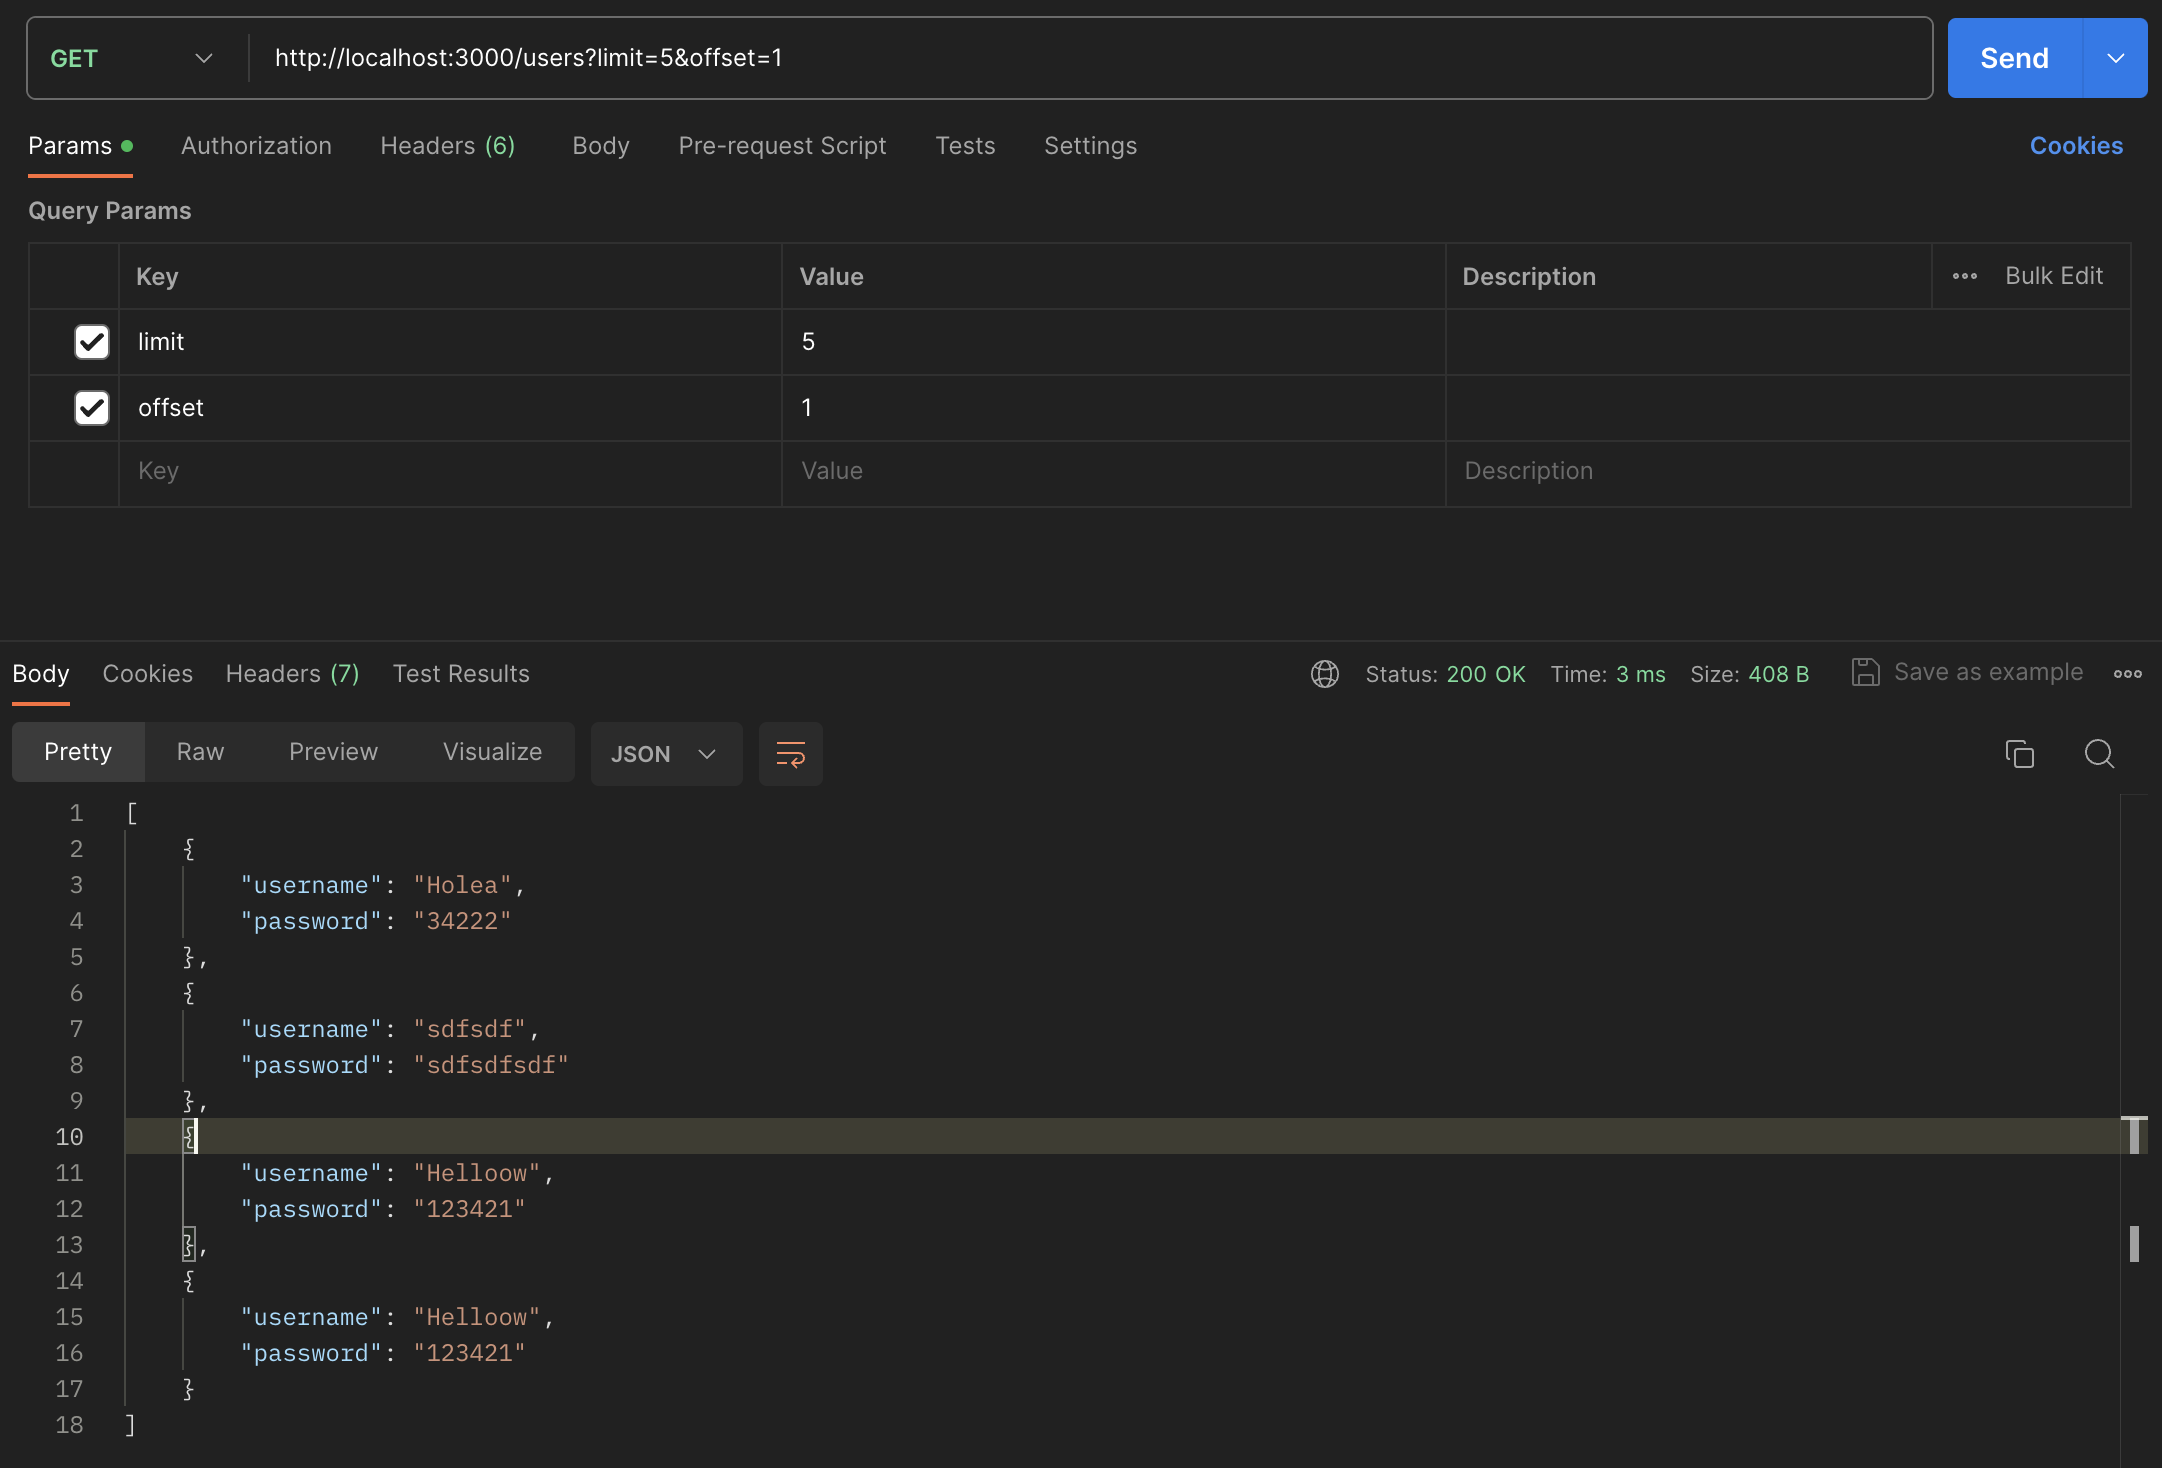 GET http://localhost:3000/users?limit=5&offset=1 Send
Params Authorization Headers (6) Body Pre-request Script Tests Settings Cookies
Query Params
Key Value Description Bulk Edit
limit 5
offset 1
Key Value Description
Body Cookies Headers (7) Test Results Status: 200 OK Time: 3 ms Size: 408 B Save as example
Pretty Raw Preview Visualize JSON
1 [
2 {
3 "username": "Holea",
4 "password": "34222"
5 },
6 {
7 "username": "sdfsdf",
8 "password": "sdfsdfsdf"
9 },
10 {
11 "username": "Helloow",
12 "password": "123421"
13 },
14 {
15 "username": "Helloow",
16 "password": "123421"
17 }
18 ]